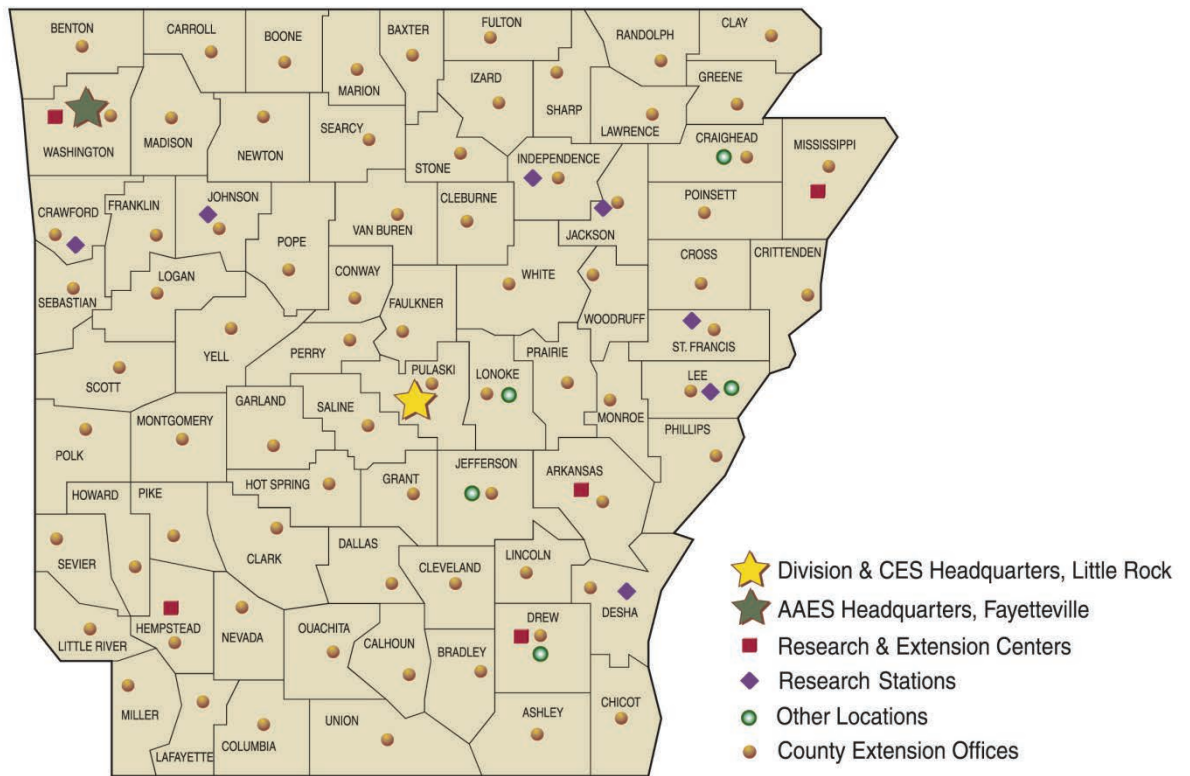 BENTON
CARROLL
BOONE
BAXTER
FULTON
RANDOLPH
CLAY
MARION
IZARD
SHARP
GREENE
LAWRENCE
WASHINGTON
MADISON
NEWTON
SEARCY
STONE
INDEPENDENCE
CRAIGHEAD
MISSISSIPPI
CRAWFORD
FRANKLIN
JOHNSON
POPE
VAN BUREN
CLEBURNE
JACKSON
POINSETT
SEBASTIAN
LOGAN
CONWAY
WHITE
CROSS
CRITTENDEN
FAULKNER
WOODRUFF
YELL
PERRY
PRAIRIE
ST. FRANCIS
SCOTT
PULASKI
LONOKE
LEE
GARLAND
SALINE
MONROE
MONTGOMERY
PHILLIPS
POLK
JEFFERSON
ARKANSAS
HOT SPRING
GRANT
HOWARD
PIKE
CLARK
DALLAS
LINCOLN
SEVIER
CLEVELAND
DESHA
HEMPSTEAD
NEVADA
OUACHITA
CALHOUN
BRADLEY
DREW
LITTLE RIVER
MILLER
LAFAYETTE
COLUMBIA
UNION
ASHLEY
CHICOT
Division & CES Headquarters, Little Rock
AAES Headquarters, Fayetteville
Research & Extension Centers
Research Stations
Other Locations
County Extension Offices